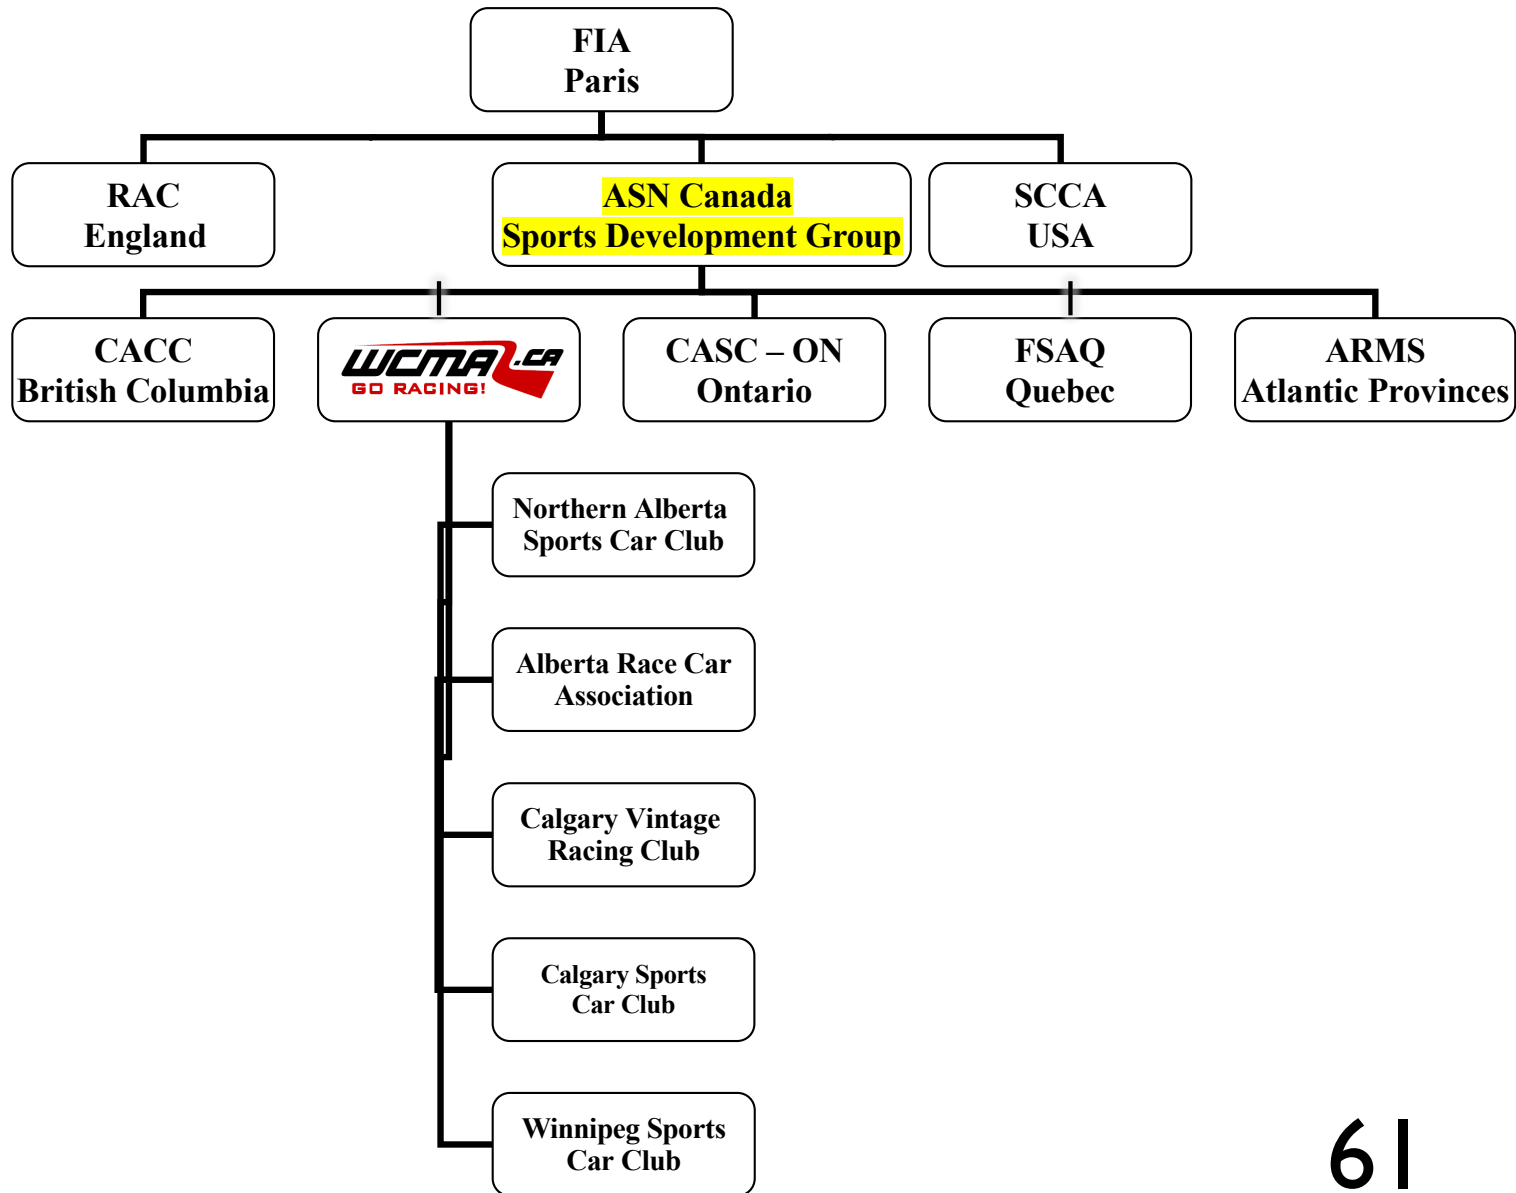 FIA
Paris
RAC
England
ASN Canada
Sports Development Group
SCCA
USA
CACC
British Columbia
WCMA.CA
GO RACING!
CASC – ON
Ontario
FSAQ
Quebec
ARMS
Atlantic Provinces
Northern Alberta
Sports Car Club
Alberta Race Car
Association
Calgary Vintage
Racing Club
Calgary Sports
Car Club
Winnipeg Sports
Car Club
61